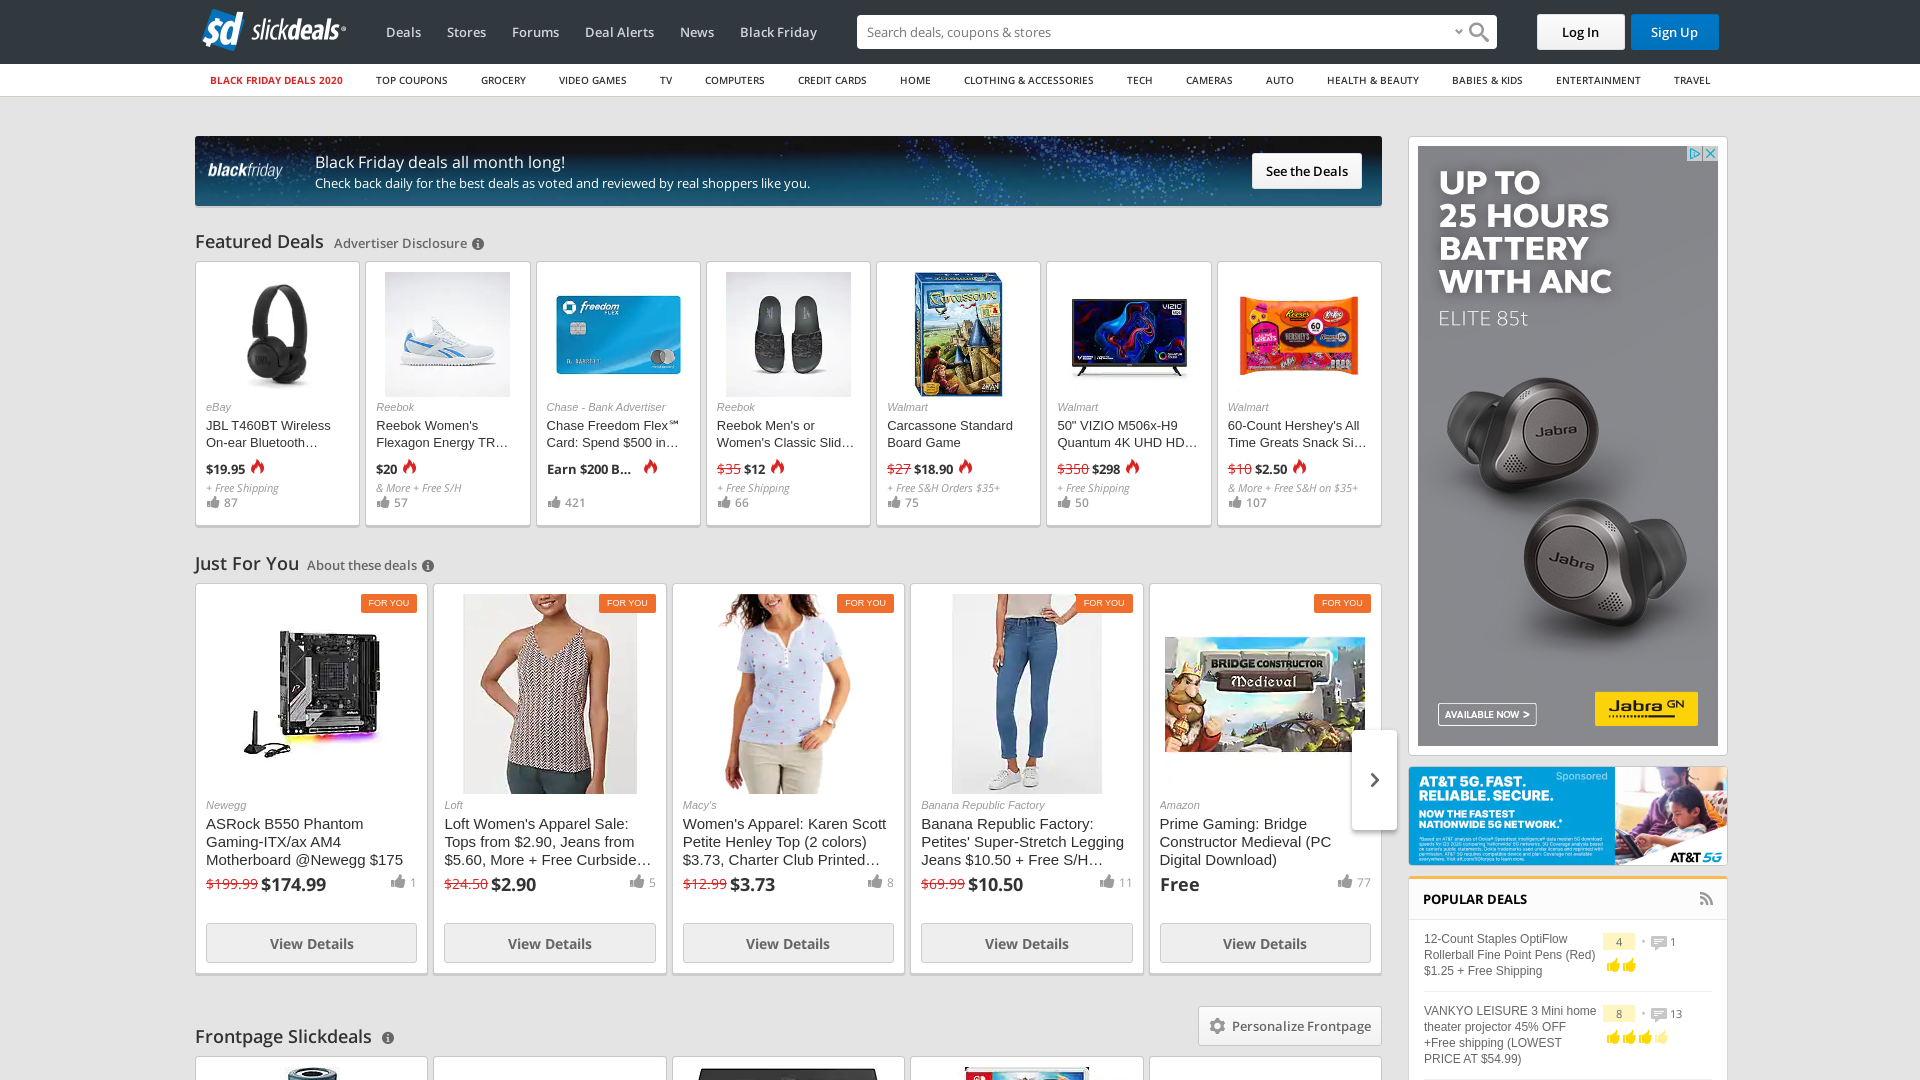 sd slickdeals
Deals
Stores
Forums
Deal Alerts
News
Black Friday
Search deals, coupons & stores
Log In
Sign Up
BLACK FRIDAY DEALS 2020
TOP COUPONS
GROCERY
VIDEO GAMES
TV
COMPUTERS
CREDIT CARDS
HOME
CLOTHING & ACCESSORIES
TECH
CAMERAS
AUTO
HEALTH & BEAUTY
BABIES & KIDS
ENTERTAINMENT
TRAVEL
blackfriday
Black Friday deals all month long!
Check back daily for the best deals as voted and reviewed by real shoppers like you.
See the Deals
Featured Deals
Advertiser Disclosure
eBay
JBL T460BT Wireless
On-ear Bluetooth…
$19.95
+ Free Shipping
87
Reebok
Reebok Women's
Flexagon Energy TR…
$20
& More + Free S/H
57
freedom
FLEX
Chase - Bank Advertiser
Chase Freedom Flex℠
Card: Spend $500 in…
Earn $200 B…
421
Reebok
Reebok Men's or
Women's Classic Slid…
$35 $12
+ Free Shipping
66
Carcassonne
Walmart
Carcassonne Standard
Board Game
$27 $18.90
+ Free S&H Orders $35+
75
VIZIO
Walmart
50" VIZIO M506x-H9
Quantum 4K UHD HD…
$350 $298
+ Free Shipping
50
Reese's
60
HERSHEY'S
Walmart
60-Count Hershey's All
Time Greats Snack Si…
$10 $2.50
& More + Free S&H on $35+
107
Just For You
About these deals
FOR YOU
Newegg
ASRock B550 Phantom
Gaming-ITX/ax AM4
Motherboard @Newegg $175
$199.99 $174.99
1
View Details
FOR YOU
Loft
Loft Women's Apparel Sale:
Tops from $2.90, Jeans from
$5.60, More + Free Curbside…
$24.50 $2.90
5
View Details
FOR YOU
Macy's
Women's Apparel: Karen Scott
Petite Henley Top (2 colors)
$3.73, Charter Club Printed…
$12.99 $3.73
8
View Details
FOR YOU
Banana Republic Factory
Banana Republic Factory:
Petites' Super-Stretch Legging
Jeans $10.50 + Free S/H…
$69.99 $10.50
11
View Details
FOR YOU
BRIDGE CONSTRUCTOR
Medieval
Amazon
Prime Gaming: Bridge
Constructor Medieval (PC
Digital Download)
Free
77
View Details
Frontpage Slickdeals
Personalize Frontpage
UP TO
25 HOURS
BATTERY
WITH ANC
ELITE 85t
Jabra
Jabra
AVAILABLE NOW >
Jabra GN
AT&T 5G. FAST.
RELIABLE. SECURE.
NOW THE FASTEST
NATIONWIDE 5G NETWORK.*
Sponsored
AT&T 5G
POPULAR DEALS
12-Count Staples OptiFlow
Rollerball Fine Point Pens (Red)
$1.25 + Free Shipping
4
1
VANKYO LEISURE 3 Mini home
theater projector 45% OFF
+Free shipping (LOWEST
PRICE AT $54.99)
8
13